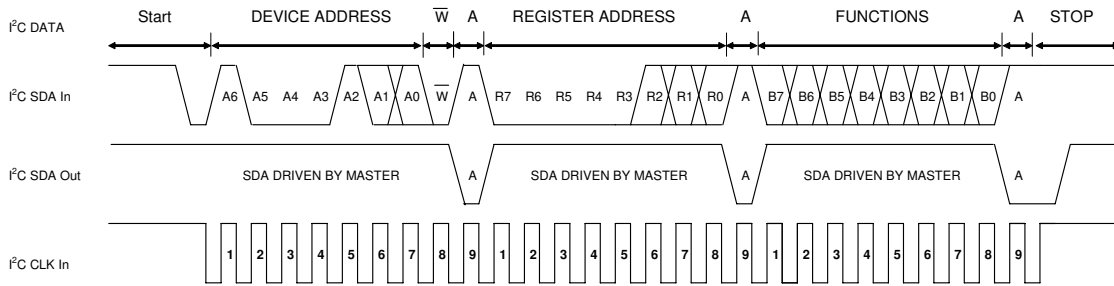 Start DEVICE ADDRESS W̅ A REGISTER ADDRESS A FUNCTIONS A STOP
I²C DATA
I²C SDA In A6 A5 A4 A3 A2 A1 A0 W̅ A R7 R6 R5 R4 R3 R2 R1 R0 A B7 B6 B5 B4 B3 B2 B1 B0 A
I²C SDA Out SDA DRIVEN BY MASTER A SDA DRIVEN BY MASTER A SDA DRIVEN BY MASTER A
I²C CLK In 1 2 3 4 5 6 7 8 9 1 2 3 4 5 6 7 8 9 1 2 3 4 5 6 7 8 9